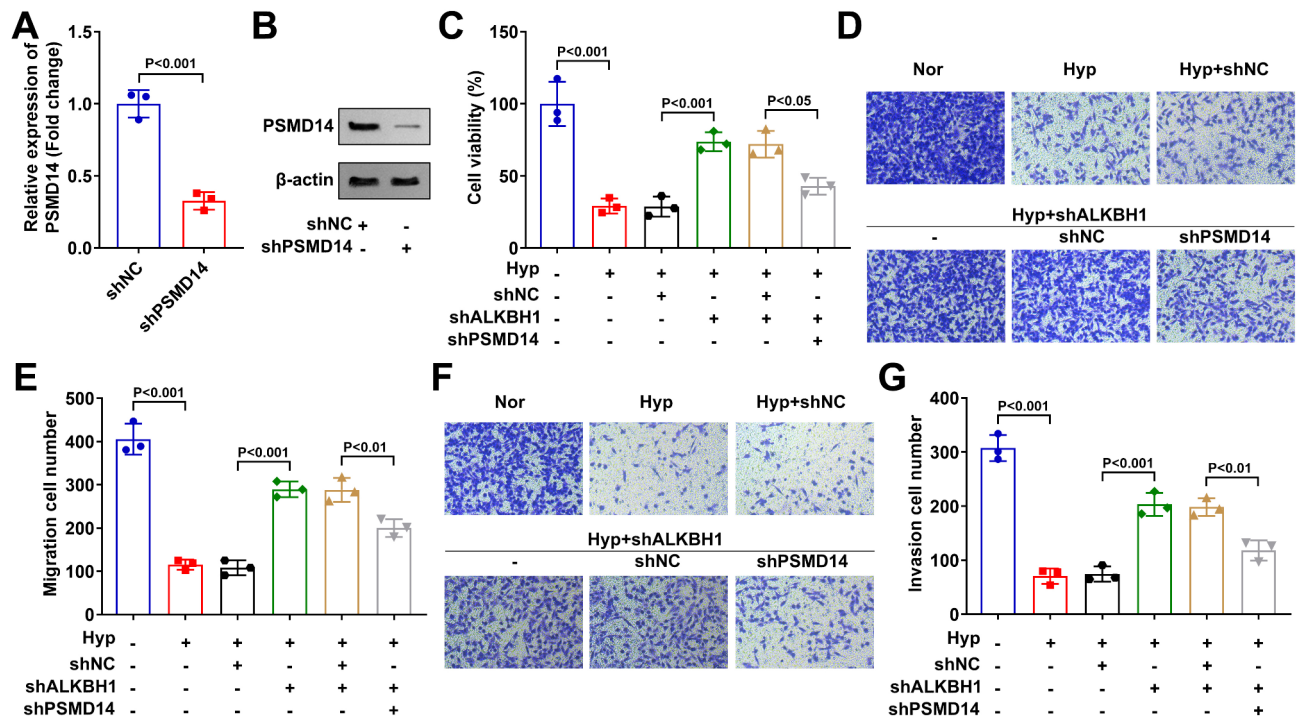 A
Relative expression of
PSMD14 (Fold change)
1.5
1.0
0.5
0.0
P<0.001
shNC
shPSMD14
B
PSMD14
β-actin
shNC + -
shPSMD14 - +
C
Cell viability (%)
150
100
50
0
P<0.001
P<0.001
P<0.05
Hyp - + + + + +
shNC - - + - + -
shALKBH1 - - - + + +
shPSMD14 - - - - - +
D
Nor Hyp Hyp+shNC
Hyp+shALKBH1
- shNC shPSMD14
E
Migration cell number
500
400
300
200
100
0
P<0.001
P<0.001
P<0.01
Hyp - + + + + +
shNC - - + - + -
shALKBH1 - - - + + +
shPSMD14 - - - - - +
F
Nor Hyp Hyp+shNC
Hyp+shALKBH1
- shNC shPSMD14
G
Invasion cell number
400
300
200
100
0
P<0.001
P<0.001
P<0.01
Hyp - + + + + +
shNC - - + - + -
shALKBH1 - - - + + +
shPSMD14 - - - - - +